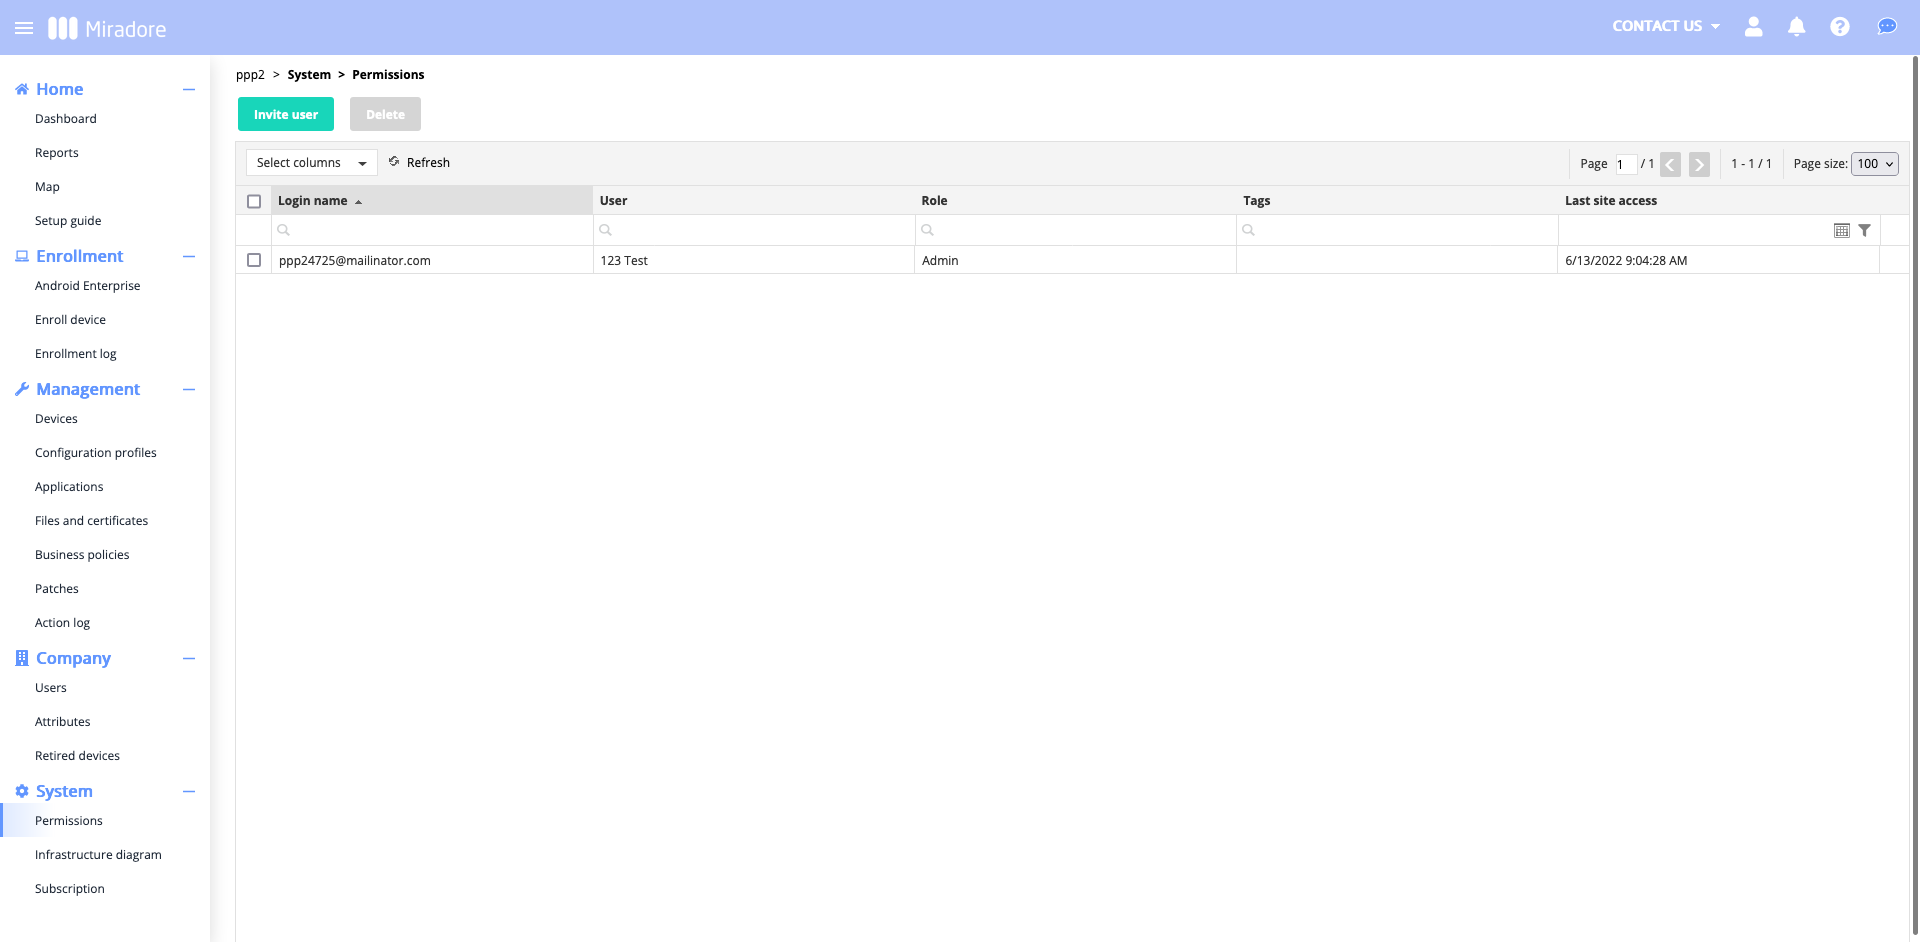 Miradore
CONTACT US
Home
Dashboard
Reports
Map
Setup guide
Enrollment
Android Enterprise
Enroll device
Enrollment log
Management
Devices
Configuration profiles
Applications
Files and certificates
Business policies
Patches
Action log
Company
Users
Attributes
Retired devices
System
Permissions
Infrastructure diagram
Subscription
ppp2 > System > Permissions
Invite user Delete
Select columns Refresh Page 1 / 1 1 - 1 / 1 Page size: 100
Login name User Role Tags Last site access
ppp24725@mailinator.com 123 Test Admin 6/13/2022 9:04:28 AM